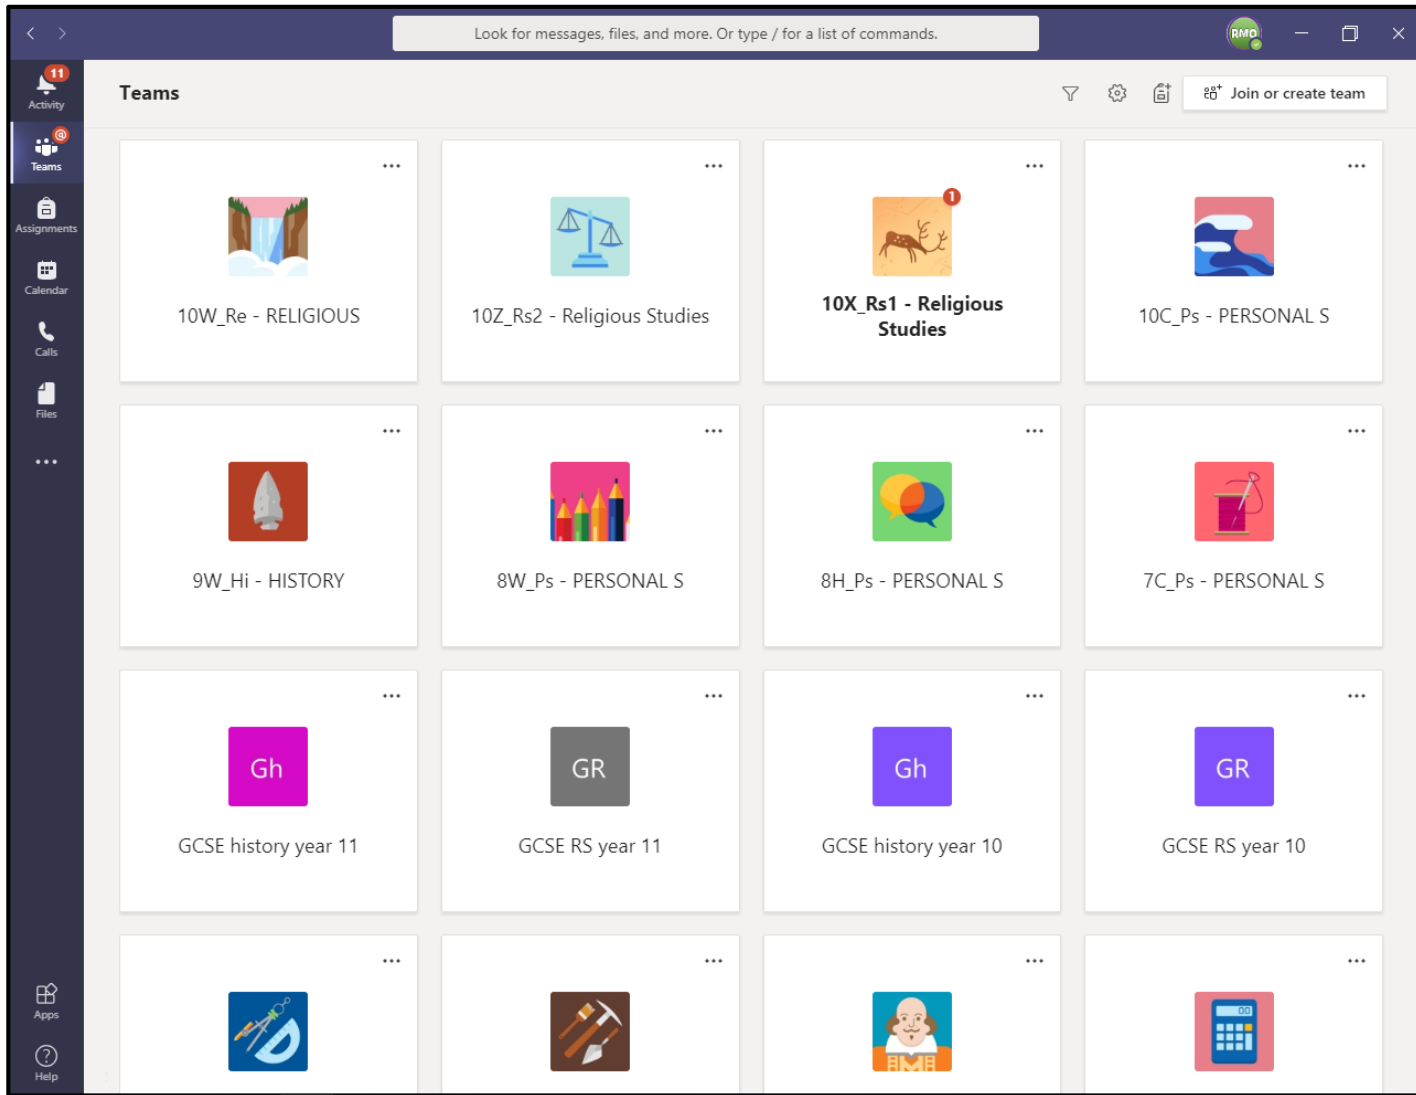 Look for messages, files, and more. Or type / for a list of commands.
RMO
11
Activity
Teams
Join or create team
@
Teams
Assignments
Calendar
Calls
Files
Apps
Help
10W_Re - RELIGIOUS
10Z_Rs2 - Religious Studies
1
10X_Rs1 - Religious
Studies
10C_Ps - PERSONAL S
9W_Hi - HISTORY
8W_Ps - PERSONAL S
8H_Ps - PERSONAL S
7C_Ps - PERSONAL S
Gh
GCSE history year 11
GR
GCSE RS year 11
Gh
GCSE history year 10
GR
GCSE RS year 10
00